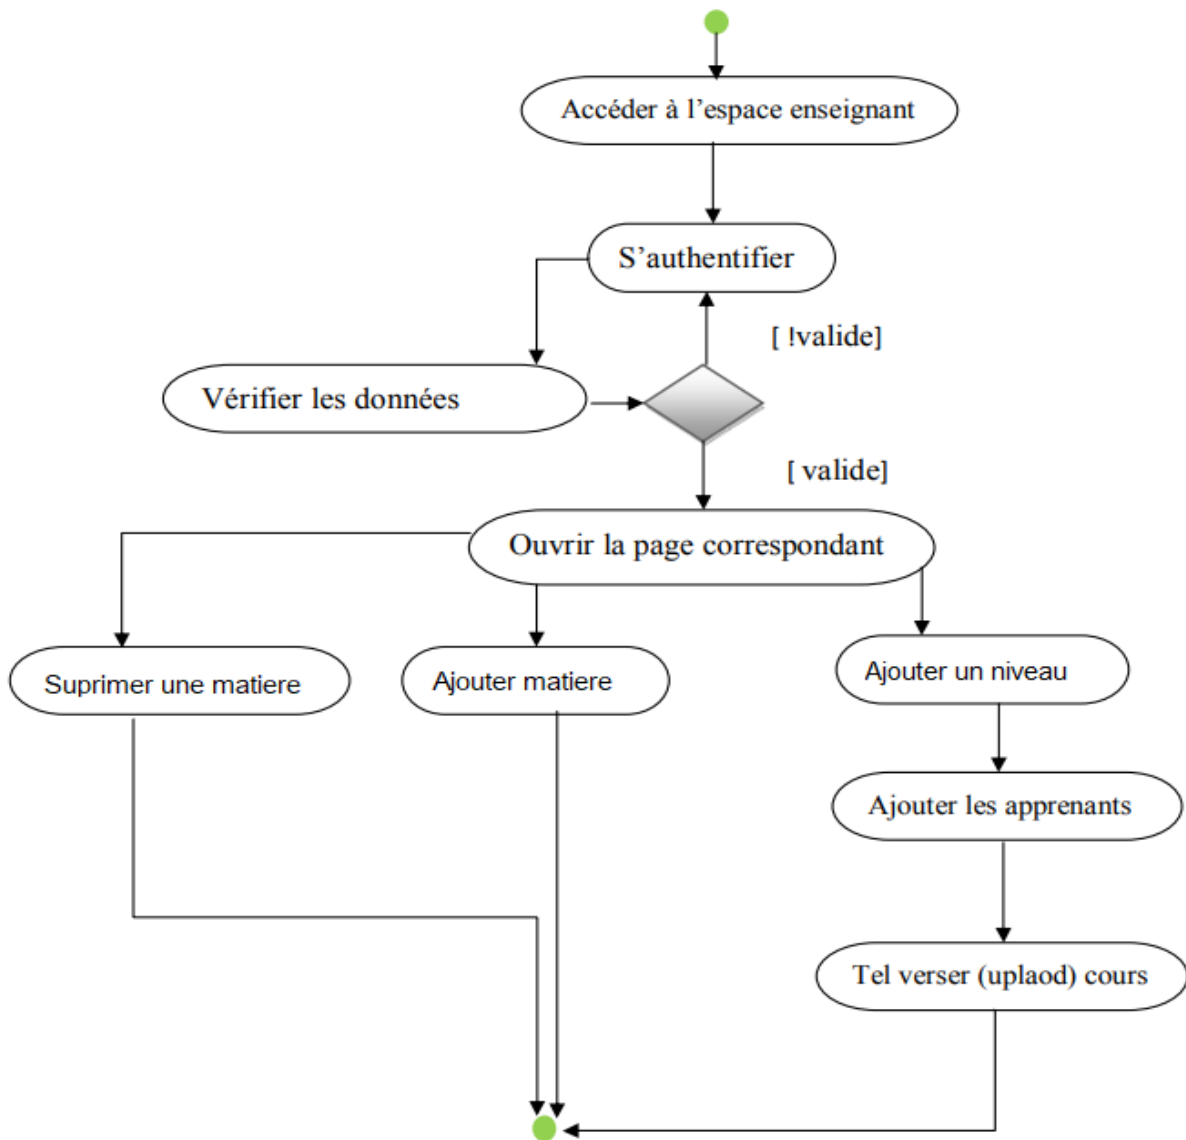 Accéder à l’espace enseignant
S’authentifier
[ !valide]
Vérifier les données
[ valide]
Ouvrir la page correspondant
Suprimer une matiere
Ajouter matiere
Ajouter un niveau
Ajouter les apprenants
Tel verser (uplaod) cours